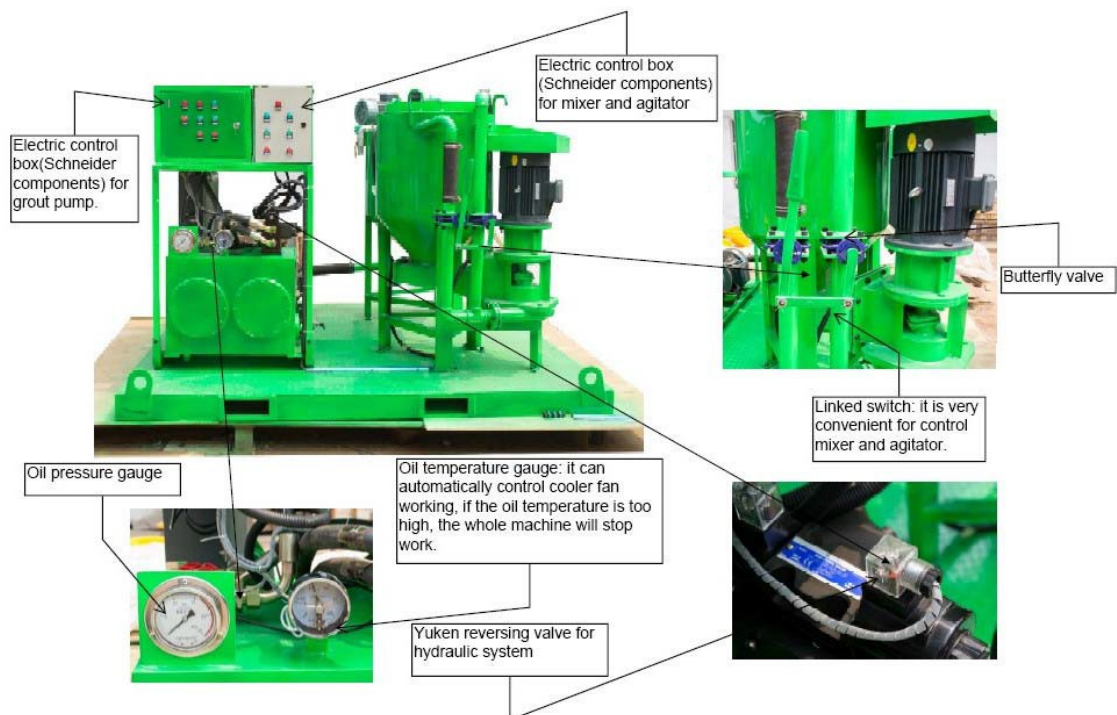 Electric control box
(Schneider components)
for mixer and agitator
Electric control
box(Schneider
components) for
grout pump.
Butterfly valve
Linked switch: it is very
convenient for control
mixer and agitator.
Oil pressure gauge
Oil temperature gauge: it can
automatically control cooler fan
working, if the oil temperature is too
high, the whole machine will stop
work.
Yuken reversing valve for
hydraulic system